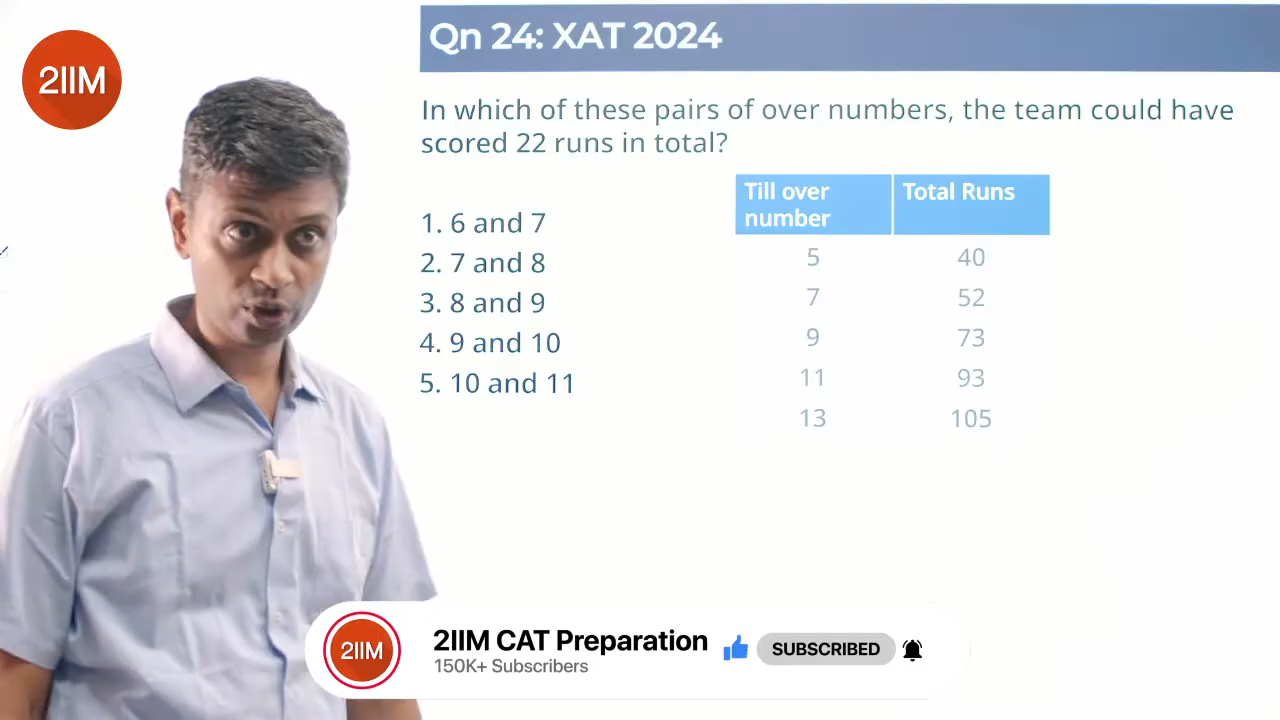 2IIM
Qn 24: XAT 2024
In which of these pairs of over numbers, the team could have
scored 22 runs in total?
1. 6 and 7
2. 7 and 8
3. 8 and 9
4. 9 and 10
5. 10 and 11
Till over number Total Runs
5 40
7 52
9 73
11 93
13 105
2IIM
2IIM CAT Preparation
150K+ Subscribers
SUBSCRIBED